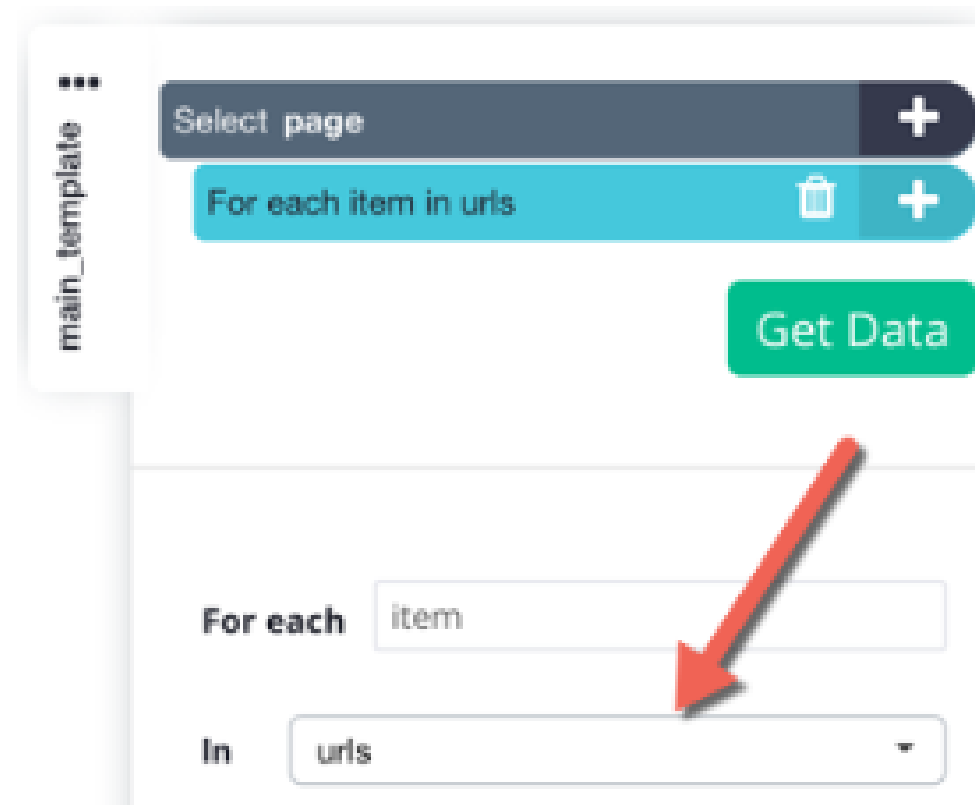 main_template
Select page
For each item in urls
Get Data
For each item
In urls